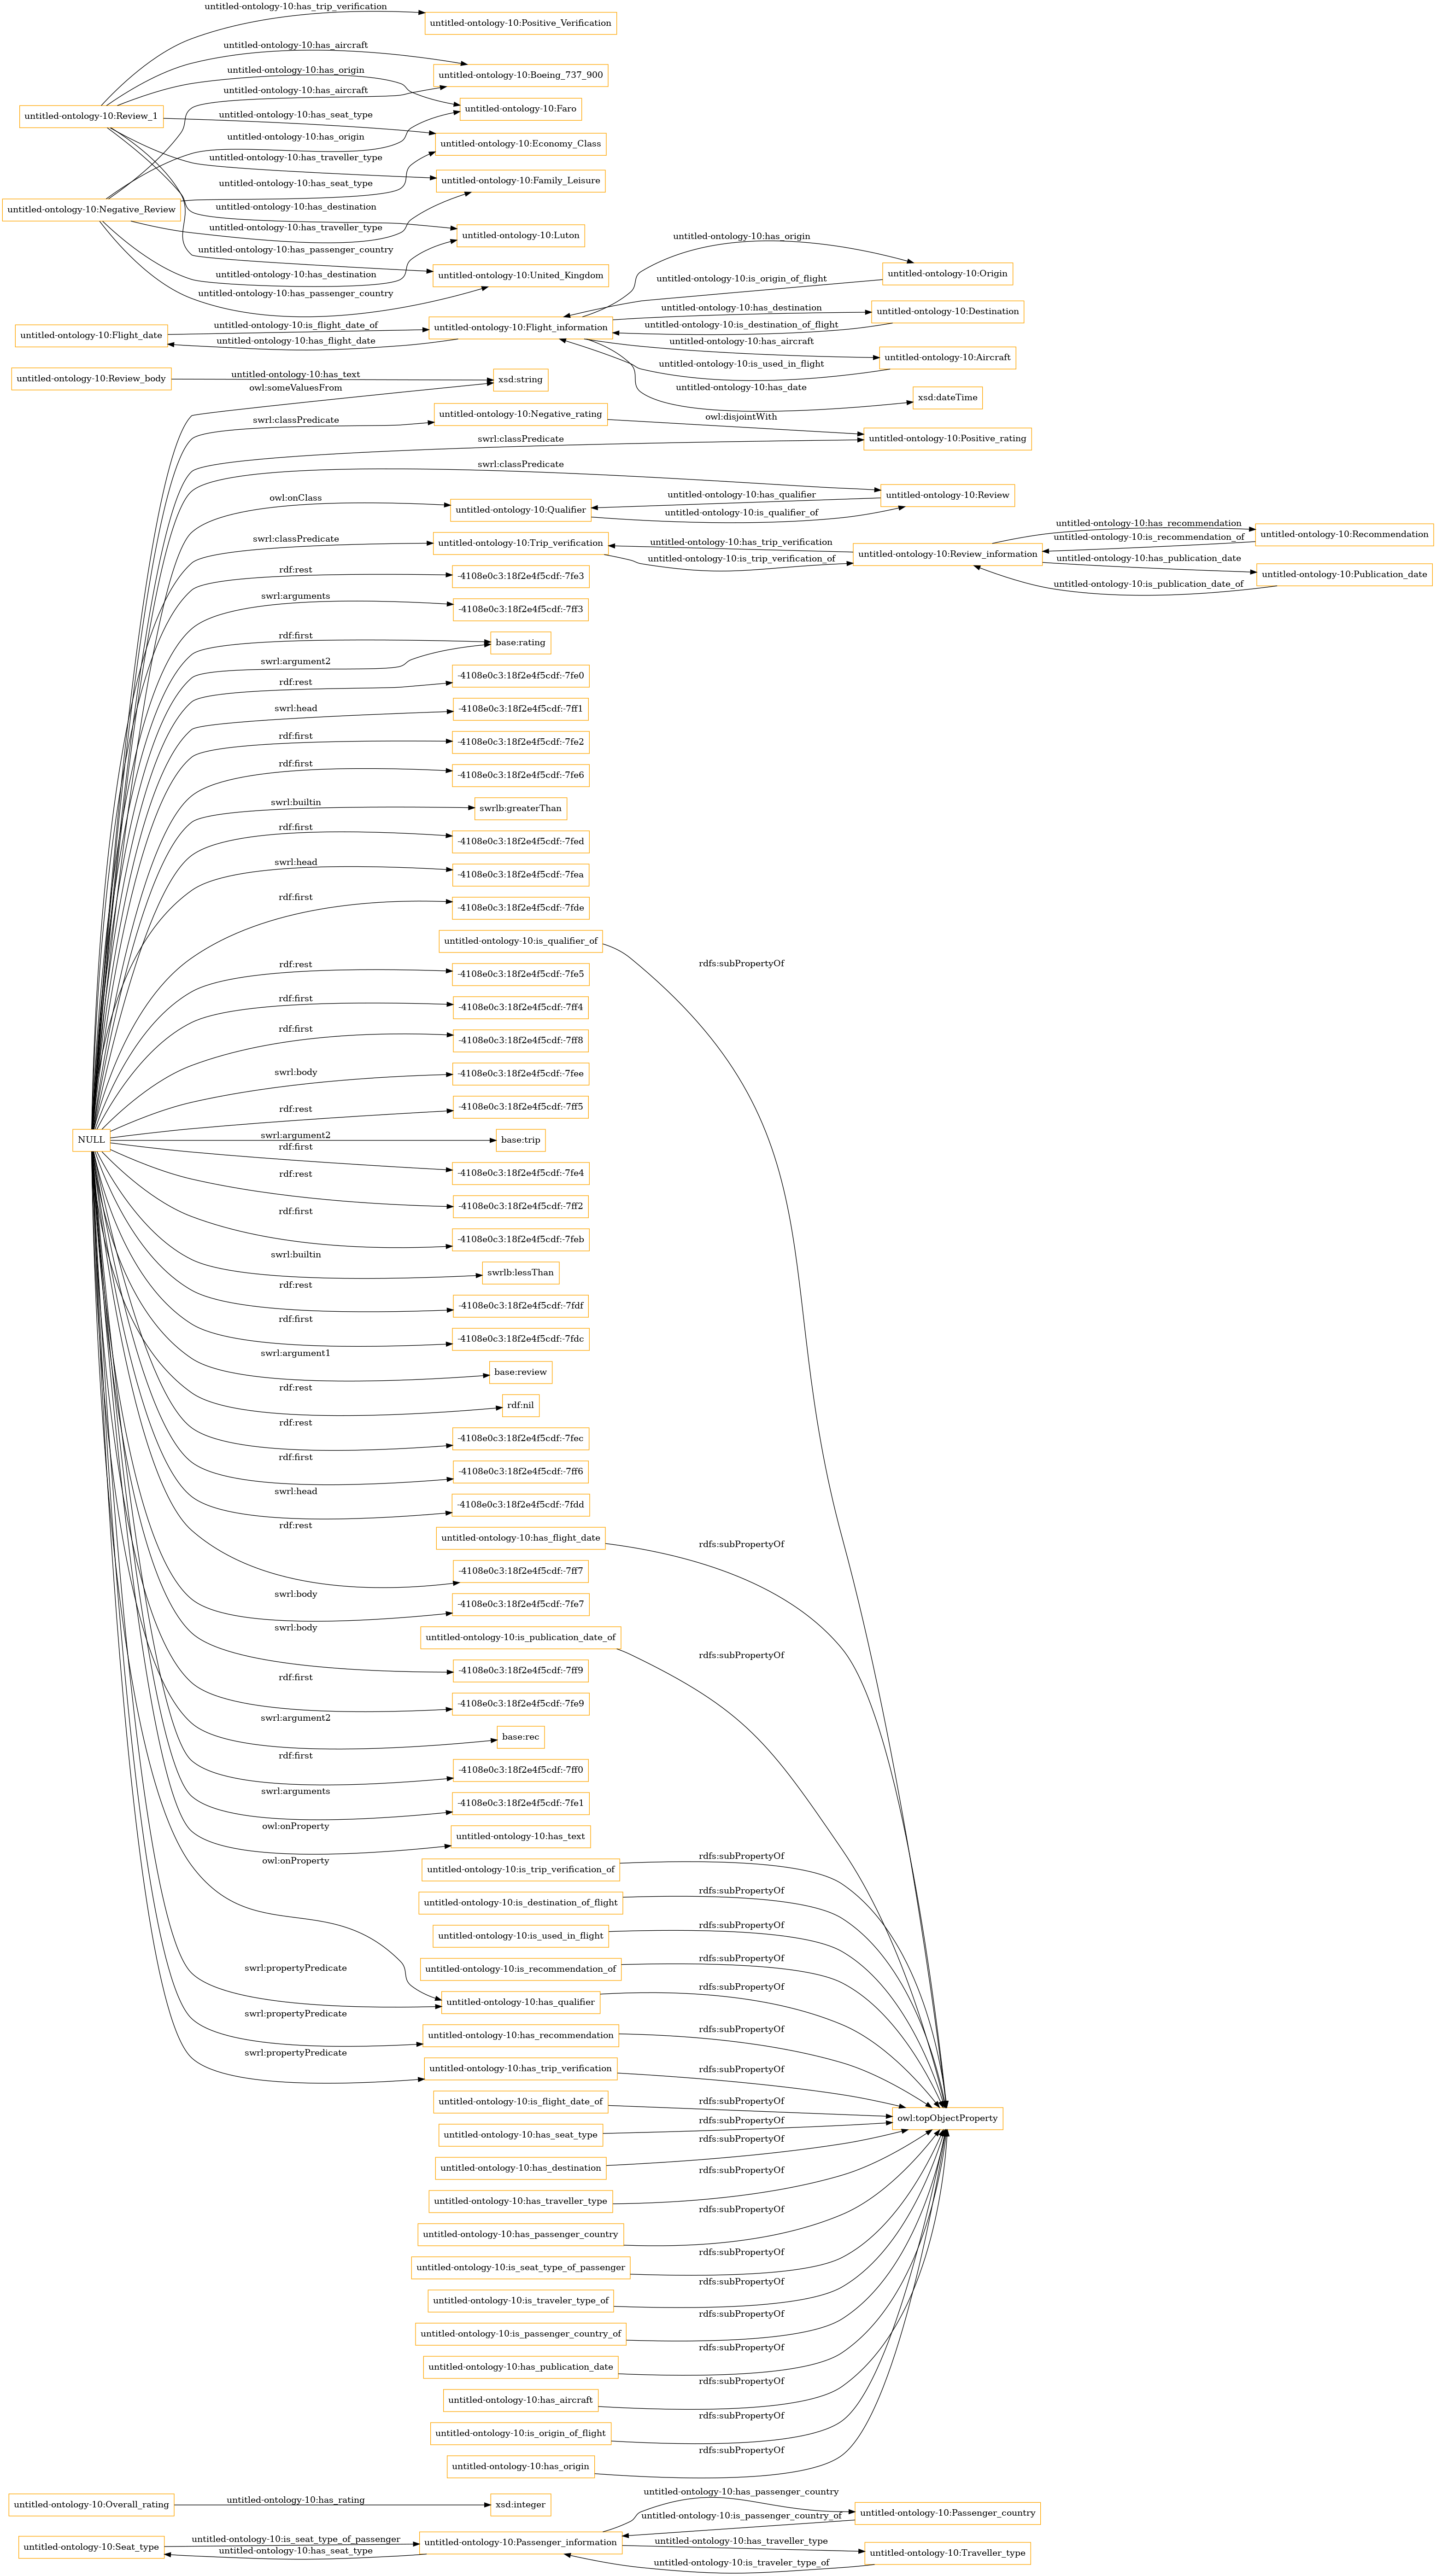 untitled-ontology-10:has_trip_verification
untitled-ontology-10:Positive_Verification
untitled-ontology-10:has_aircraft
untitled-ontology-10:has_origin
untitled-ontology-10:Boeing_737_900
untitled-ontology-10:has_aircraft
untitled-ontology-10:Faro
untitled-ontology-10:Review_1
untitled-ontology-10:has_seat_type
untitled-ontology-10:has_origin
untitled-ontology-10:Economy_Class
untitled-ontology-10:has_traveller_type
untitled-ontology-10:has_seat_type
untitled-ontology-10:Family_Leisure
untitled-ontology-10:Negative_Review
untitled-ontology-10:has_destination
untitled-ontology-10:has_traveller_type
untitled-ontology-10:Luton
untitled-ontology-10:has_passenger_country
untitled-ontology-10:has_destination
untitled-ontology-10:United_Kingdom
untitled-ontology-10:has_passenger_country
untitled-ontology-10:has_origin
untitled-ontology-10:Origin
untitled-ontology-10:is_origin_of_flight
untitled-ontology-10:has_destination
untitled-ontology-10:Destination
untitled-ontology-10:Flight_date
untitled-ontology-10:is_flight_date_of
untitled-ontology-10:Flight_information
untitled-ontology-10:is_destination_of_flight
untitled-ontology-10:has_flight_date
untitled-ontology-10:has_aircraft
untitled-ontology-10:Aircraft
untitled-ontology-10:is_used_in_flight
untitled-ontology-10:Review_body
untitled-ontology-10:has_text
xsd:string
untitled-ontology-10:has_date
xsd:dateTime
owl:someValuesFrom
swrl:classPredicate
untitled-ontology-10:Negative_rating
owl:disjointWith
untitled-ontology-10:Positive_rating
swrl:classPredicate
swrl:classPredicate
untitled-ontology-10:Review
owl:onClass
untitled-ontology-10:Qualifier
untitled-ontology-10:has_qualifier
untitled-ontology-10:is_qualifier_of
swrl:classPredicate
untitled-ontology-10:Trip_verification
untitled-ontology-10:has_trip_verification
untitled-ontology-10:is_trip_verification_of
untitled-ontology-10:Review_information
untitled-ontology-10:has_recommendation
untitled-ontology-10:is_recommendation_of
untitled-ontology-10:Recommendation
untitled-ontology-10:has_publication_date
untitled-ontology-10:Publication_date
untitled-ontology-10:is_publication_date_of
rdf:rest
-4108e0c3:18f2e4f5cdf:-7fe3
swrl:arguments
-4108e0c3:18f2e4f5cdf:-7ff3
rdf:first
base:rating
swrl:argument2
rdf:rest
-4108e0c3:18f2e4f5cdf:-7fe0
swrl:head
-4108e0c3:18f2e4f5cdf:-7ff1
rdf:first
-4108e0c3:18f2e4f5cdf:-7fe2
rdf:first
-4108e0c3:18f2e4f5cdf:-7fe6
swrl:builtin
swrlb:greaterThan
rdf:first
-4108e0c3:18f2e4f5cdf:-7fed
swrl:head
-4108e0c3:18f2e4f5cdf:-7fea
rdf:first
-4108e0c3:18f2e4f5cdf:-7fde
untitled-ontology-10:is_qualifier_of
rdfs:subPropertyOf
rdf:rest
-4108e0c3:18f2e4f5cdf:-7fe5
rdf:first
-4108e0c3:18f2e4f5cdf:-7ff4
rdf:first
-4108e0c3:18f2e4f5cdf:-7ff8
swrl:body
-4108e0c3:18f2e4f5cdf:-7fee
rdf:rest
-4108e0c3:18f2e4f5cdf:-7ff5
NULL
swrl:argument2
base:trip
rdf:first
-4108e0c3:18f2e4f5cdf:-7fe4
rdf:rest
-4108e0c3:18f2e4f5cdf:-7ff2
rdf:first
-4108e0c3:18f2e4f5cdf:-7feb
swrl:builtin
swrlb:lessThan
rdf:rest
-4108e0c3:18f2e4f5cdf:-7fdf
rdf:first
-4108e0c3:18f2e4f5cdf:-7fdc
swrl:argument1
base:review
rdf:rest
rdf:nil
rdf:rest
-4108e0c3:18f2e4f5cdf:-7fec
rdf:first
-4108e0c3:18f2e4f5cdf:-7ff6
swrl:head
-4108e0c3:18f2e4f5cdf:-7fdd
rdf:rest
untitled-ontology-10:has_flight_date
rdfs:subPropertyOf
-4108e0c3:18f2e4f5cdf:-7ff7
swrl:body
-4108e0c3:18f2e4f5cdf:-7fe7
swrl:body
untitled-ontology-10:is_publication_date_of
rdfs:subPropertyOf
-4108e0c3:18f2e4f5cdf:-7ff9
rdf:first
-4108e0c3:18f2e4f5cdf:-7fe9
swrl:argument2
base:rec
rdf:first
-4108e0c3:18f2e4f5cdf:-7ff0
swrl:arguments
-4108e0c3:18f2e4f5cdf:-7fe1
owl:onProperty
untitled-ontology-10:has_text
owl:onProperty
untitled-ontology-10:is_trip_verification_of
rdfs:subPropertyOf
untitled-ontology-10:is_destination_of_flight
rdfs:subPropertyOf
untitled-ontology-10:is_used_in_flight
rdfs:subPropertyOf
swrl:propertyPredicate
untitled-ontology-10:is_recommendation_of
rdfs:subPropertyOf
untitled-ontology-10:has_qualifier
rdfs:subPropertyOf
swrl:propertyPredicate
untitled-ontology-10:has_recommendation
rdfs:subPropertyOf
swrl:propertyPredicate
untitled-ontology-10:has_trip_verification
rdfs:subPropertyOf
untitled-ontology-10:is_flight_date_of
rdfs:subPropertyOf
owl:topObjectProperty
untitled-ontology-10:has_seat_type
rdfs:subPropertyOf
untitled-ontology-10:has_destination
rdfs:subPropertyOf
untitled-ontology-10:has_traveller_type
rdfs:subPropertyOf
untitled-ontology-10:has_passenger_country
rdfs:subPropertyOf
untitled-ontology-10:is_seat_type_of_passenger
rdfs:subPropertyOf
untitled-ontology-10:is_traveler_type_of
rdfs:subPropertyOf
untitled-ontology-10:is_passenger_country_of
rdfs:subPropertyOf
untitled-ontology-10:has_publication_date
rdfs:subPropertyOf
untitled-ontology-10:has_aircraft
rdfs:subPropertyOf
untitled-ontology-10:is_origin_of_flight
rdfs:subPropertyOf
untitled-ontology-10:has_origin
rdfs:subPropertyOf
untitled-ontology-10:Overall_rating
untitled-ontology-10:has_rating
xsd:integer
untitled-ontology-10:has_passenger_country
untitled-ontology-10:Passenger_country
untitled-ontology-10:is_passenger_country_of
untitled-ontology-10:Seat_type
untitled-ontology-10:is_seat_type_of_passenger
untitled-ontology-10:Passenger_information
untitled-ontology-10:has_traveller_type
untitled-ontology-10:has_seat_type
untitled-ontology-10:Traveller_type
untitled-ontology-10:is_traveler_type_of